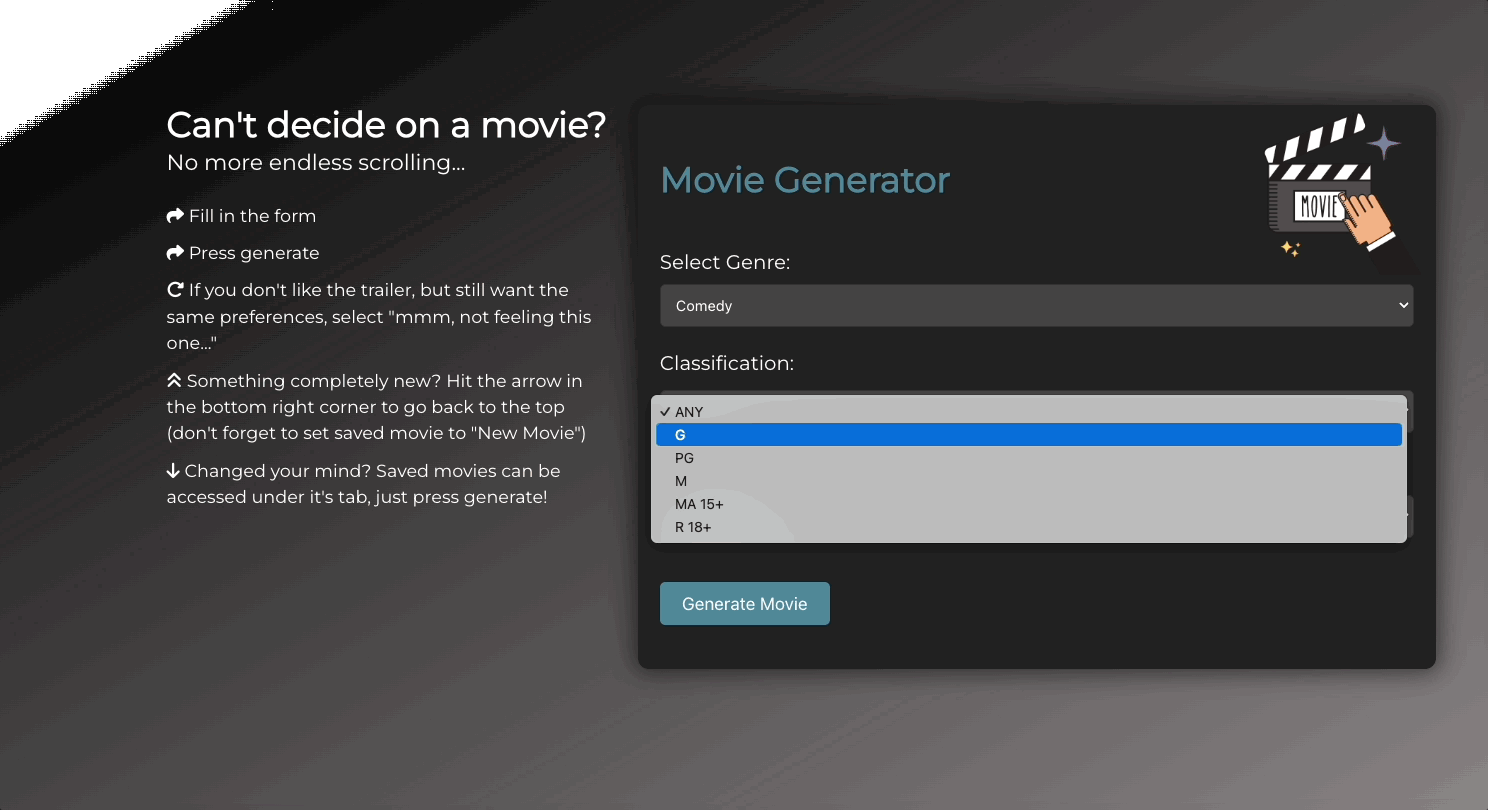 Can't decide on a movie?
No more endless scrolling...
Fill in the form
Press generate
If you don't like the trailer, but still want the
same preferences, select "mmm, not feeling this
one..."
Something completely new? Hit the arrow in
the bottom right corner to go back to the top
(don't forget to set saved movie to "New Movie")
Changed your mind? Saved movies can be
accessed under it's tab, just press generate!
Movie Generator
MOVIE
Select Genre:
Comedy
Classification:
ANY
G
PG
M
MA 15+
R 18+
Generate Movie